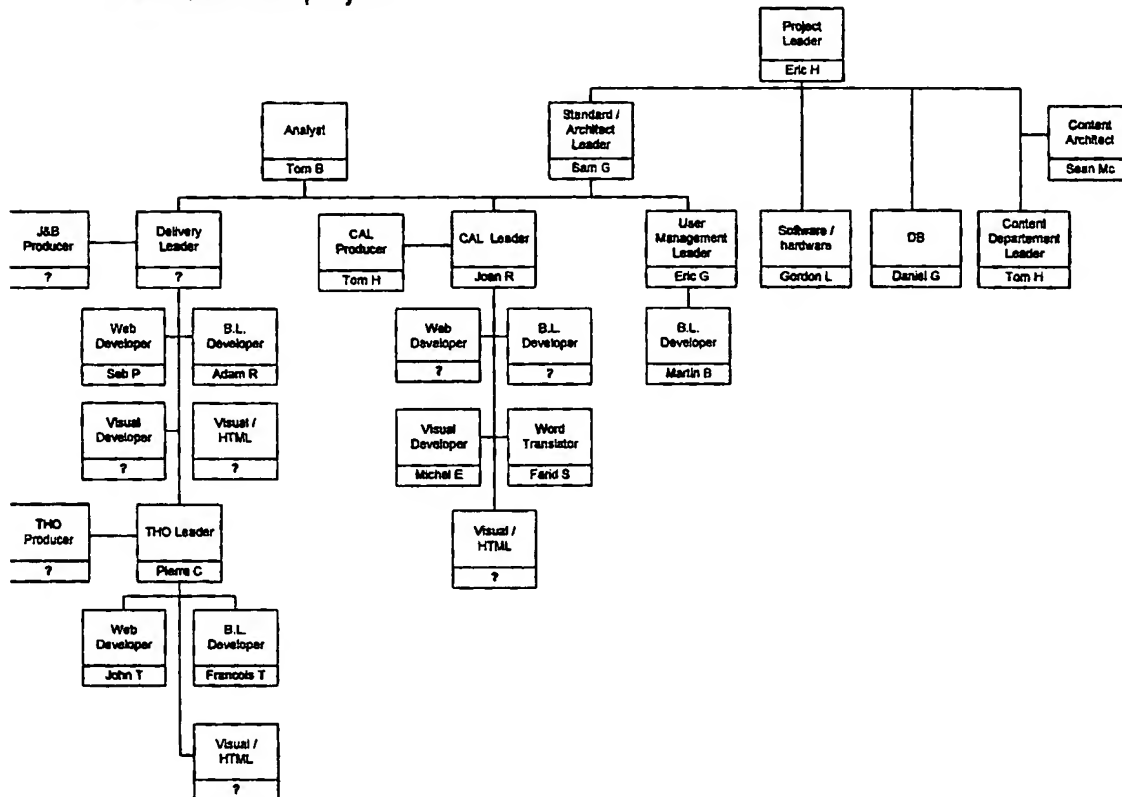 Project
Leader
Eric H
Analyst
Tom B
Standard /
Architect
Leader
Sam G
Content
Architect
Sean Mc
J&B
Producer
?
Delivery
Leader
?
CAL
Producer
Tom H
CAL Leader
Joan R
User
Management
Leader
Eric G
Software /
hardware
Gordon L
DB
Daniel G
Content
Departement
Leader
Tom H
Web
Developer
Seb P
B.L.
Developer
Adam R
Web
Developer
?
B.L.
Developer
?
B.L.
Developer
Martin B
Visual
Developer
?
Visual /
HTML
?
Visual
Developer
Michel E
Word
Translator
Farid S
THO
Producer
?
THO Leader
Pierre C
Visual /
HTML
?
Web
Developer
John T
B.L.
Developer
Francois T
Visual /
HTML
?